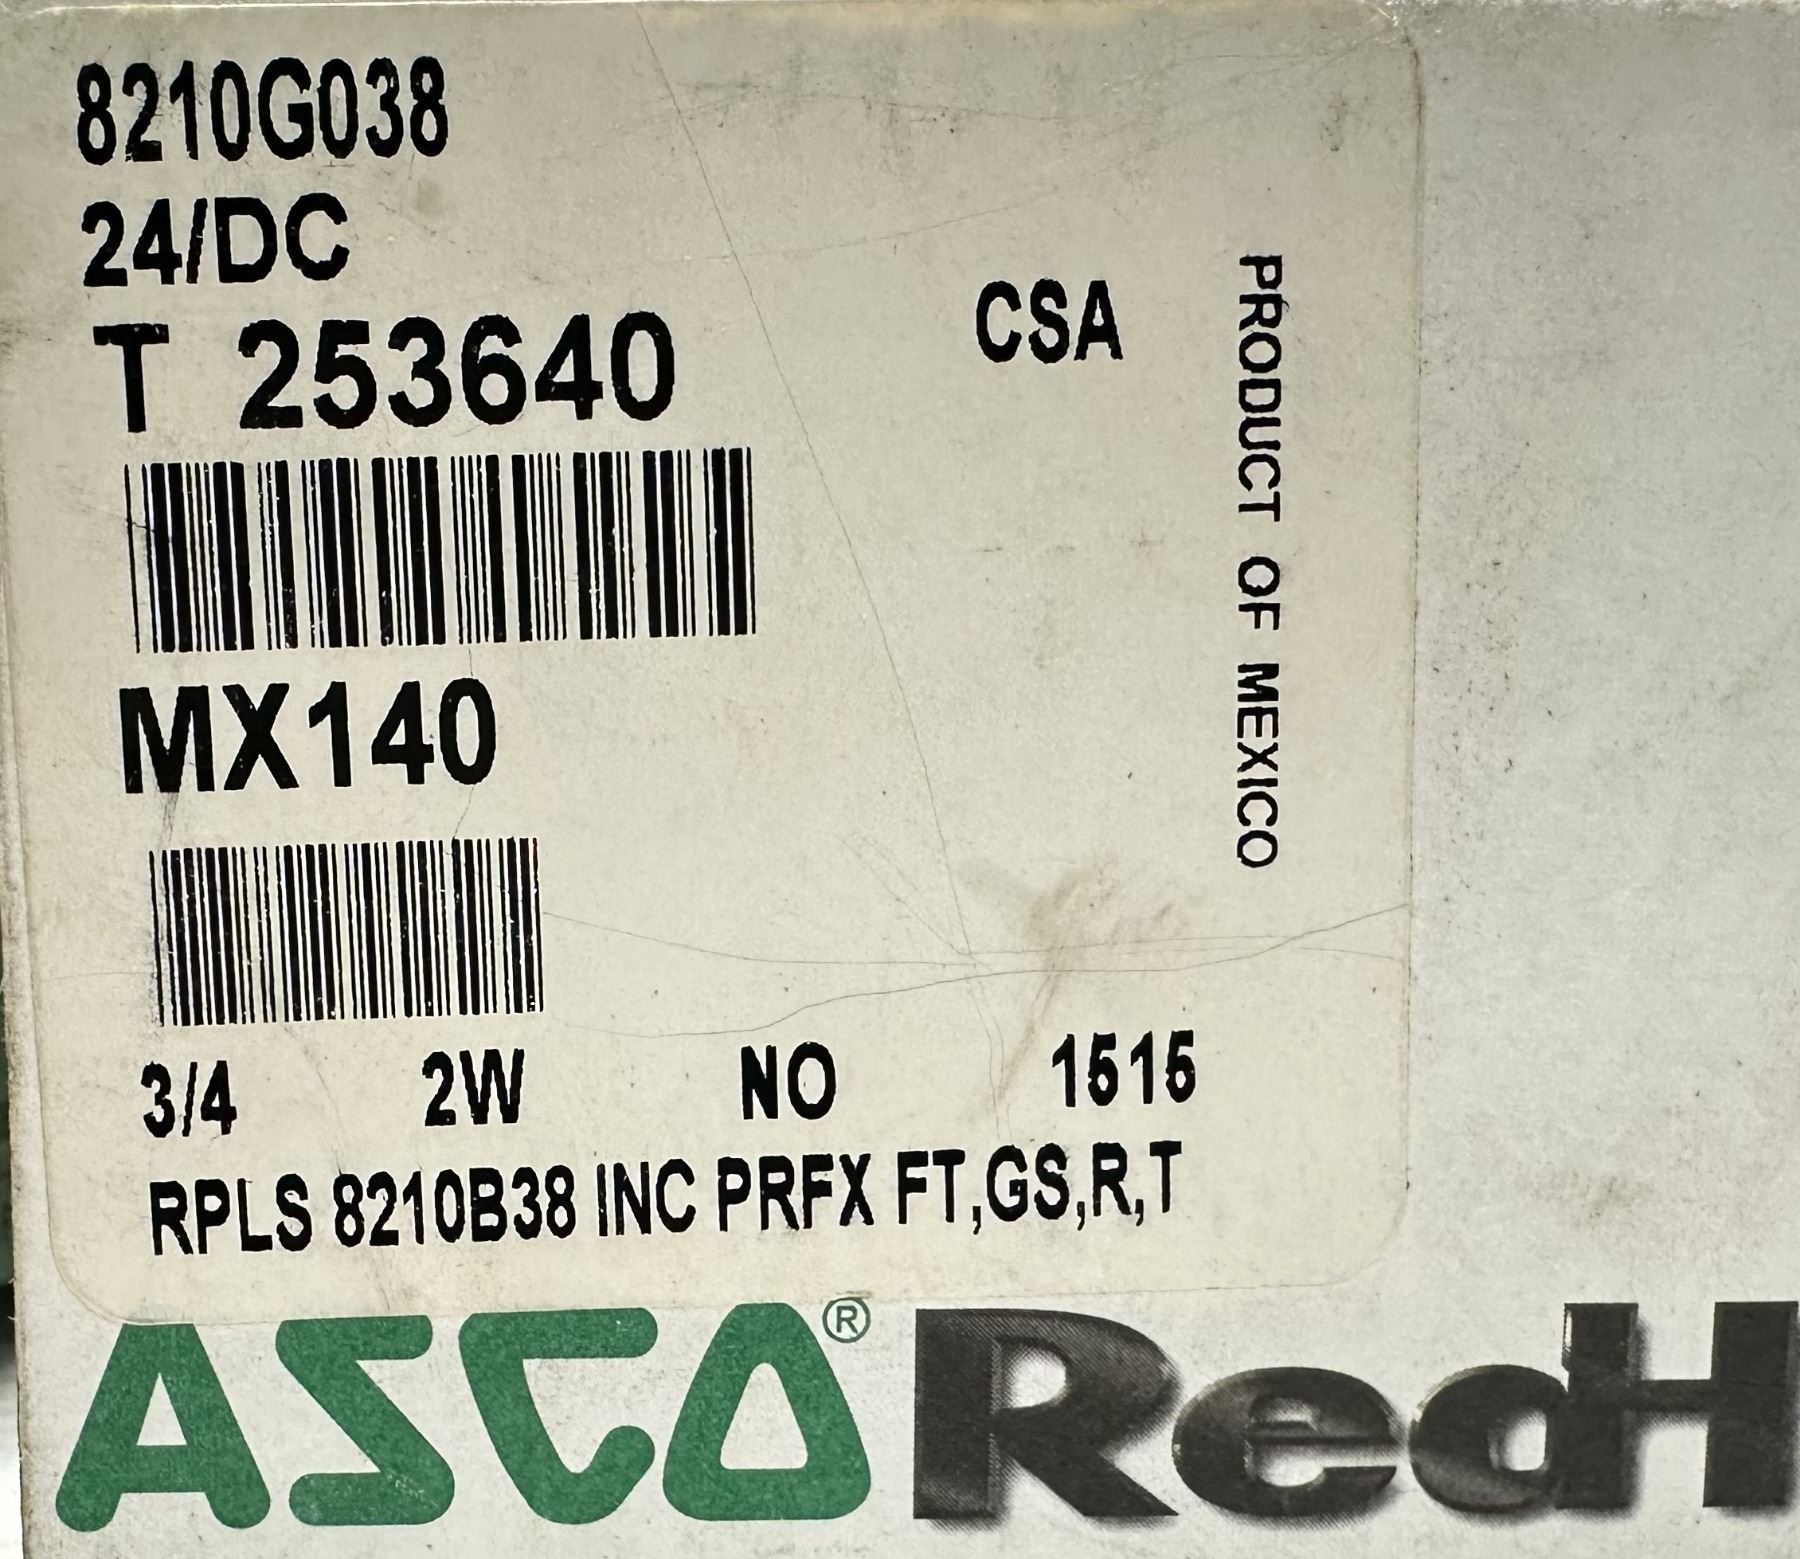 8210G038
24/DC
T 253640
CSA
PRODUCT OF MEXICO
MX140
3/4 2W NO 1515
RPLS 8210B38 INC PRFX FT,GS,R,T
ASCO® RedH